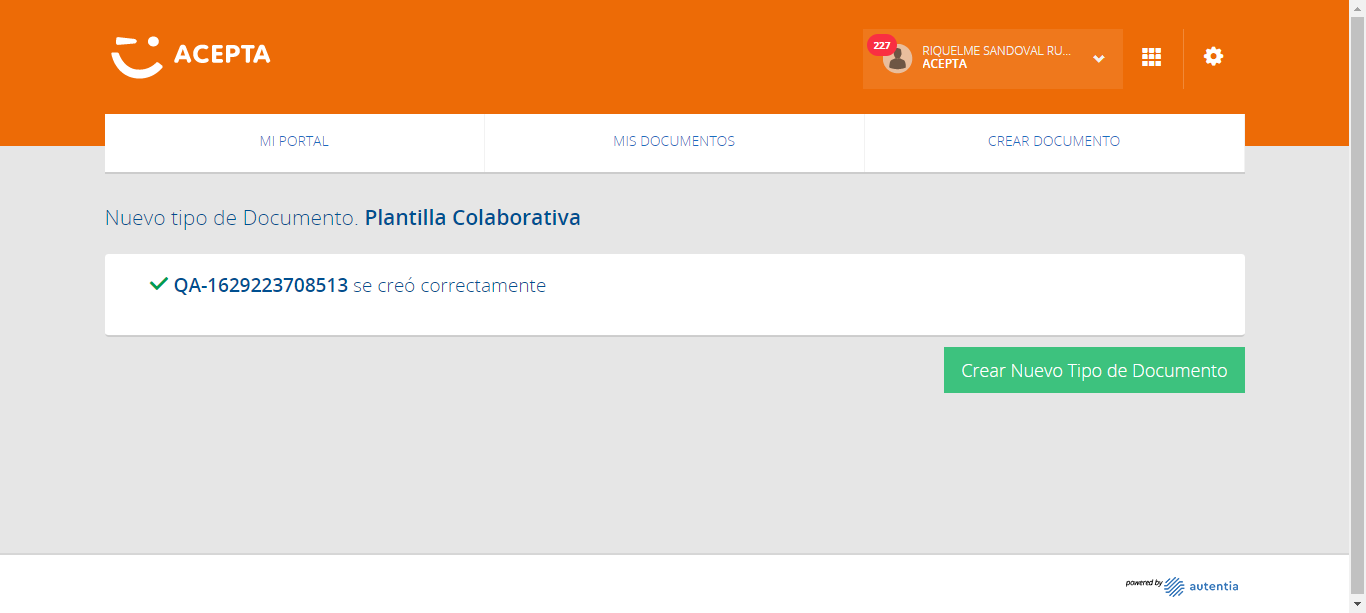 ACEPTA
227
RIQUELME SANDOVAL RU...
ACEPTA
MI PORTAL
MIS DOCUMENTOS
CREAR DOCUMENTO
Nuevo tipo de Documento. Plantilla Colaborativa
QA-1629223708513 se creó correctamente
Crear Nuevo Tipo de Documento
powered by autentia